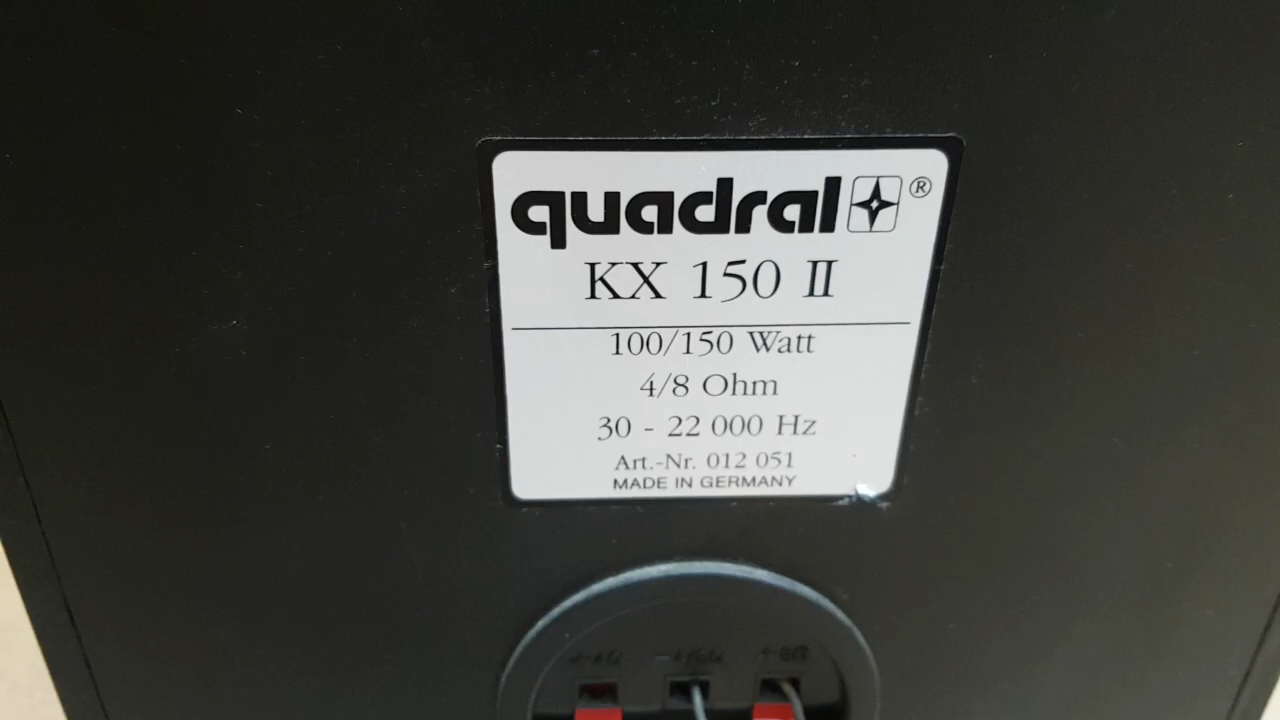 quadral ®
KX 150 II
100/150 Watt
4/8 Ohm
30 - 22 000 Hz
Art.-Nr. 012 051
MADE IN GERMANY